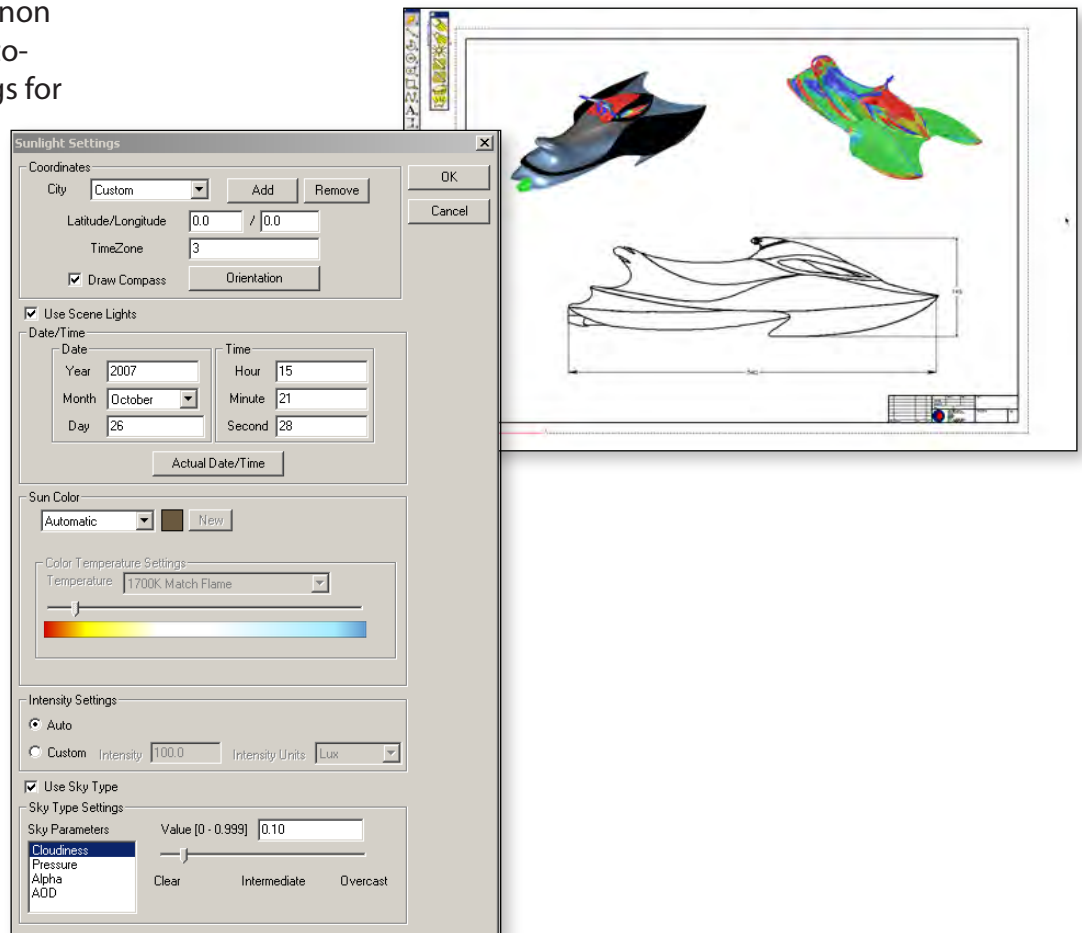 non
to-
gs for
Sunlight Settings
Coordinates
City Custom Add Remove
OK
Cancel
Latitude/Longitude 0.0 / 0.0
TimeZone 3
Draw Compass Orientation
Use Scene Lights
Date/Time
Date Time
Year 2007 Hour 15
Month October Minute 21
Day 26 Second 28
Actual Date/Time
Sun Color
Automatic New
Color Temperature Settings
Temperature 1700K Match Flame
Intensity Settings
Auto
Custom Intensity 100.0 Intensity Units Lux
Use Sky Type
Sky Type Settings
Sky Parameters Value [0 - 0.999] 0.10
Cloudiness
Pressure
Alpha
AOD
Clear Intermediate Overcast